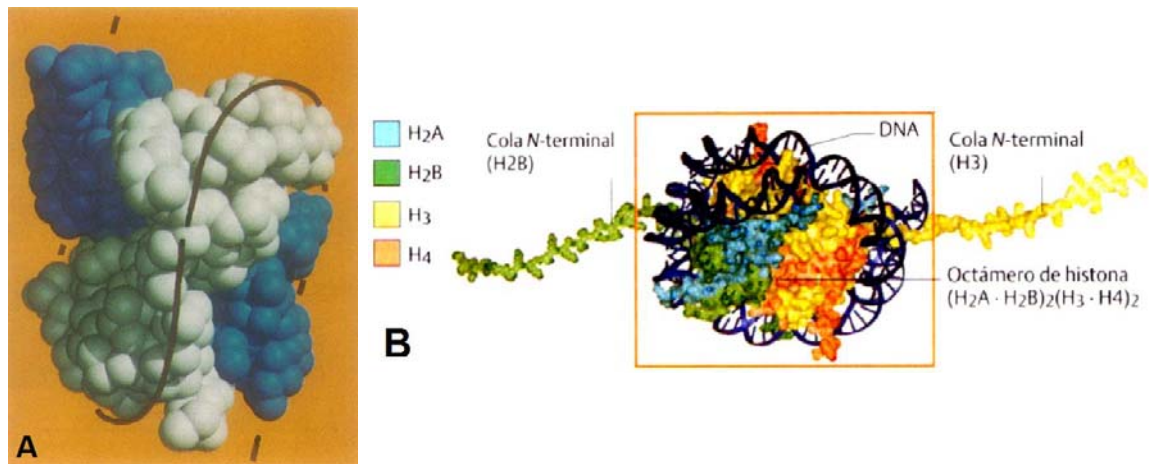 A
H2A
H2B
H3
H4
B
Cola N-terminal
(H2B)
DNA
Cola N-terminal
(H3)
Octámero de histona
(H2A · H2B)2(H3 · H4)2